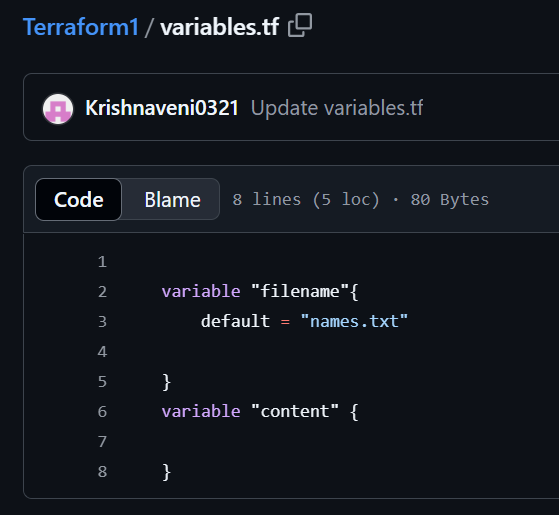 Terraform1 / variables.tf
Krishnaveni0321 Update variables.tf
Code Blame 8 lines (5 loc) · 80 Bytes
1
2 variable "filename"{
3     default = "names.txt"
4
5 }
6 variable "content" {
7
8 }